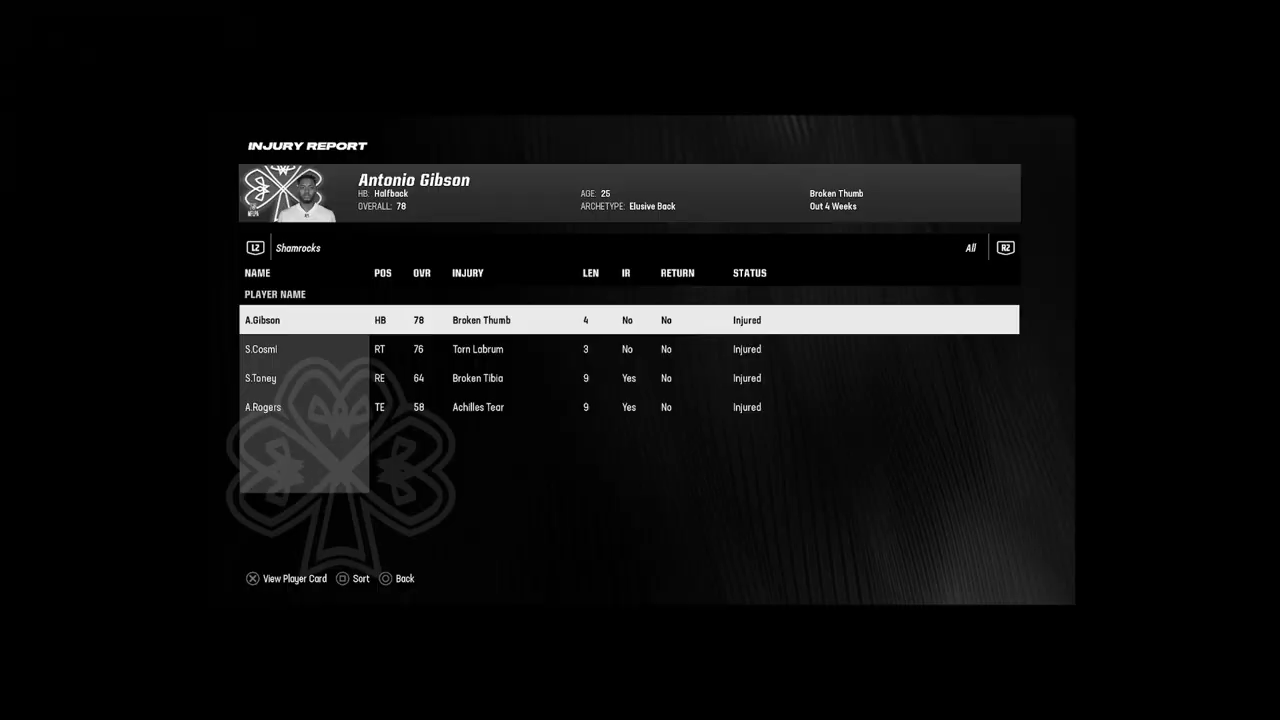 INJURY REPORT
Antonio Gibson
HB: Halfback AGE: 25 Broken Thumb
OVERALL: 78 ARCHETYPE: Elusive Back Out 4 Weeks
L2 Shamrocks All R2
NAME POS OVR INJURY LEN IR RETURN STATUS
PLAYER NAME
A.Gibson HB 78 Broken Thumb 4 No No Injured
S.Cosmi RT 76 Torn Labrum 3 No No Injured
S.Toney RE 64 Broken Tibia 9 Yes No Injured
A.Rogers TE 58 Achilles Tear 9 Yes No Injured
View Player Card Sort Back